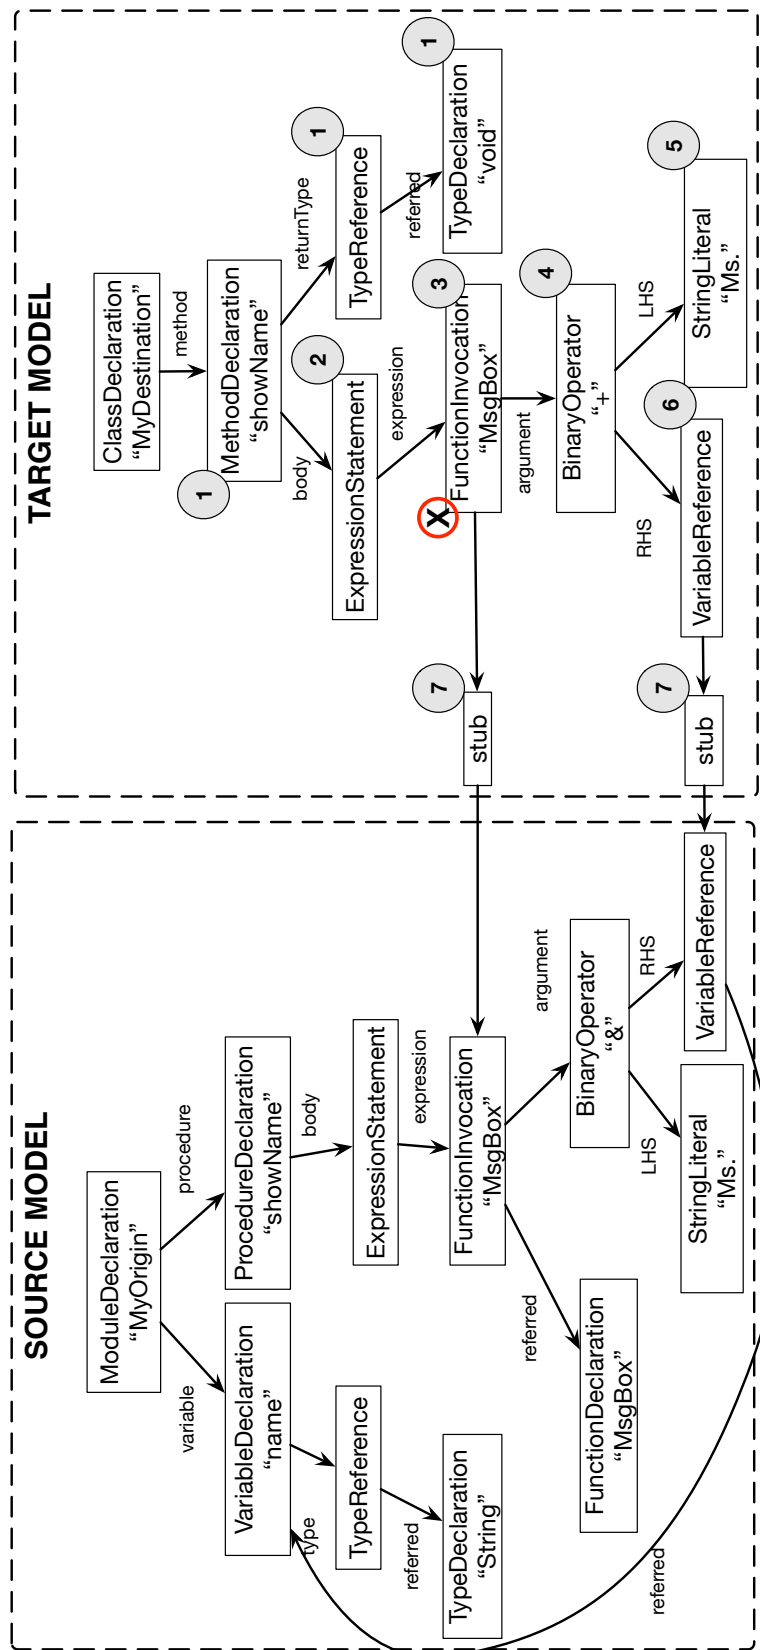 SOURCE MODEL
ModuleDeclaration
“MyOrigin”
variable
procedure
VariableDeclaration
“name”
ProcedureDeclaration
“showName”
type
body
TypeReference
ExpressionStatement
referred
expression
TypeDeclaration
“String”
FunctionInvocation
“MsgBox”
referred
argument
FunctionDeclaration
“MsgBox”
BinaryOperator
“&”
LHS
RHS
referred
StringLiteral
“Ms.”
VariableReference
TARGET MODEL
ClassDeclaration
“MyDestination”
method
1
MethodDeclaration
“showName”
body
returnType
2
1
ExpressionStatement
TypeReference
expression
referred
7
stub
X
3
1
FunctionInvocation
“MsgBox”
TypeDeclaration
“void”
argument
4
BinaryOperator
“+”
RHS
LHS
7
stub
6
5
VariableReference
StringLiteral
“Ms.